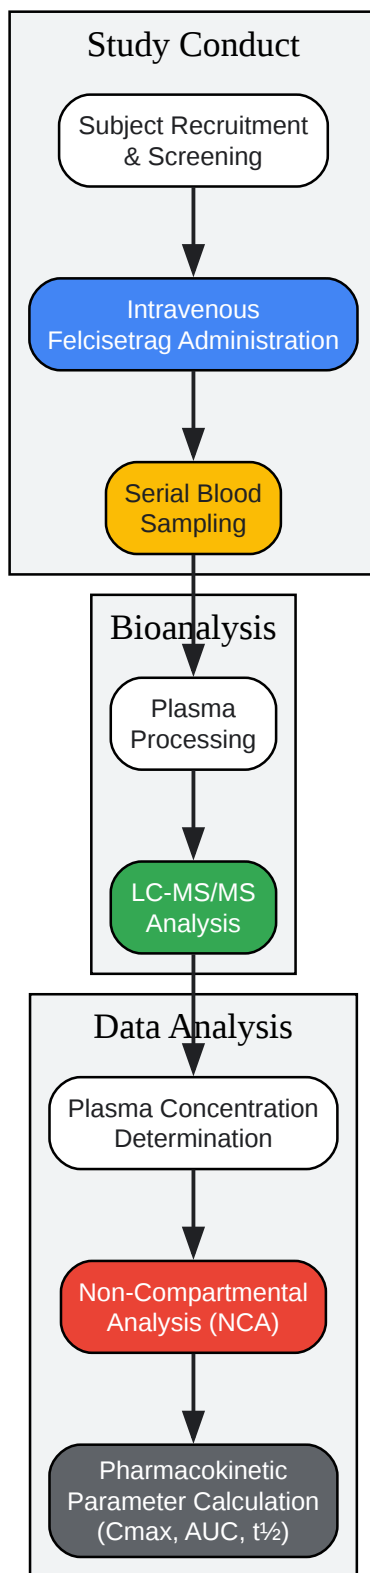 Study Conduct
Subject Recruitment
& Screening
Intravenous
Felcisetrag Administration
Serial Blood
Sampling
Bioanalysis
Plasma
Processing
LC-MS/MS
Analysis
Data Analysis
Plasma Concentration
Determination
Non-Compartmental
Analysis (NCA)
Pharmacokinetic
Parameter Calculation
(Cmax, AUC, t½)